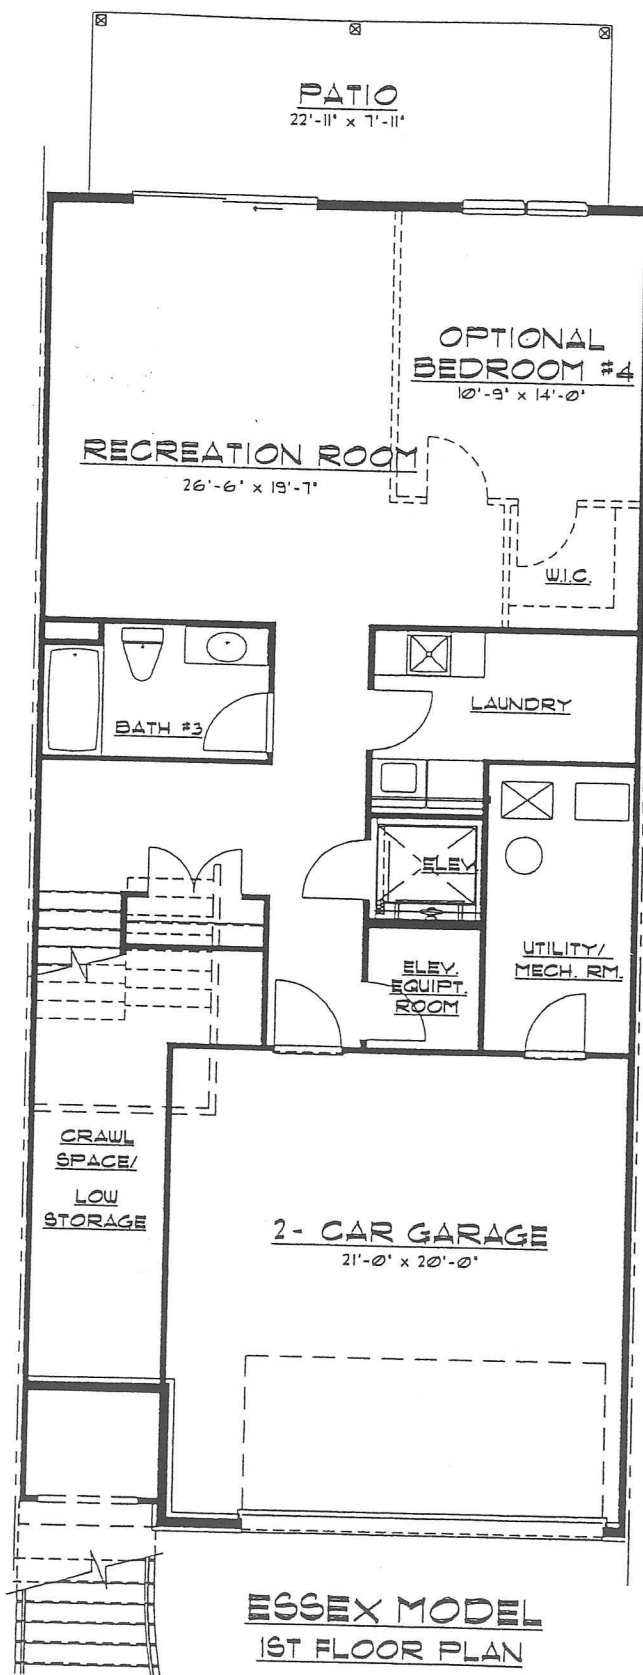 PATIO
22'-11" x 7'-11"
OPTIONAL
BEDROOM #4
10'-9" x 14'-0"
RECREATION ROOM
26'-6" x 19'-7"
W.I.C.
LAUNDRY
BATH #3
ELEV.
UTILITY/
MECH. RM.
ELEV.
EQUIPT.
ROOM
CRAWL
SPACE/
LOW
STORAGE
2- CAR GARAGE
21'-0" x 20'-0"
ESSEX MODEL
1ST FLOOR PLAN